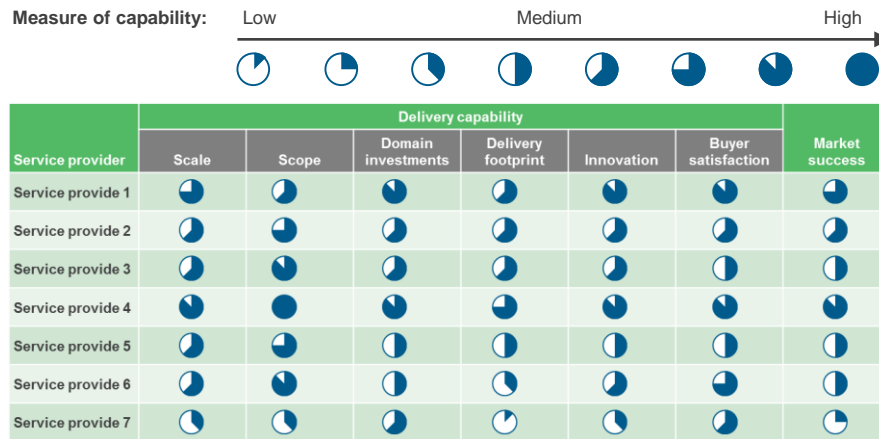 Measure of capability: Low Medium High
Delivery capability
Service provider Scale Scope Domain investments Delivery footprint Innovation Buyer satisfaction Market success
Service provide 1
Service provide 2
Service provide 3
Service provide 4
Service provide 5
Service provide 6
Service provide 7